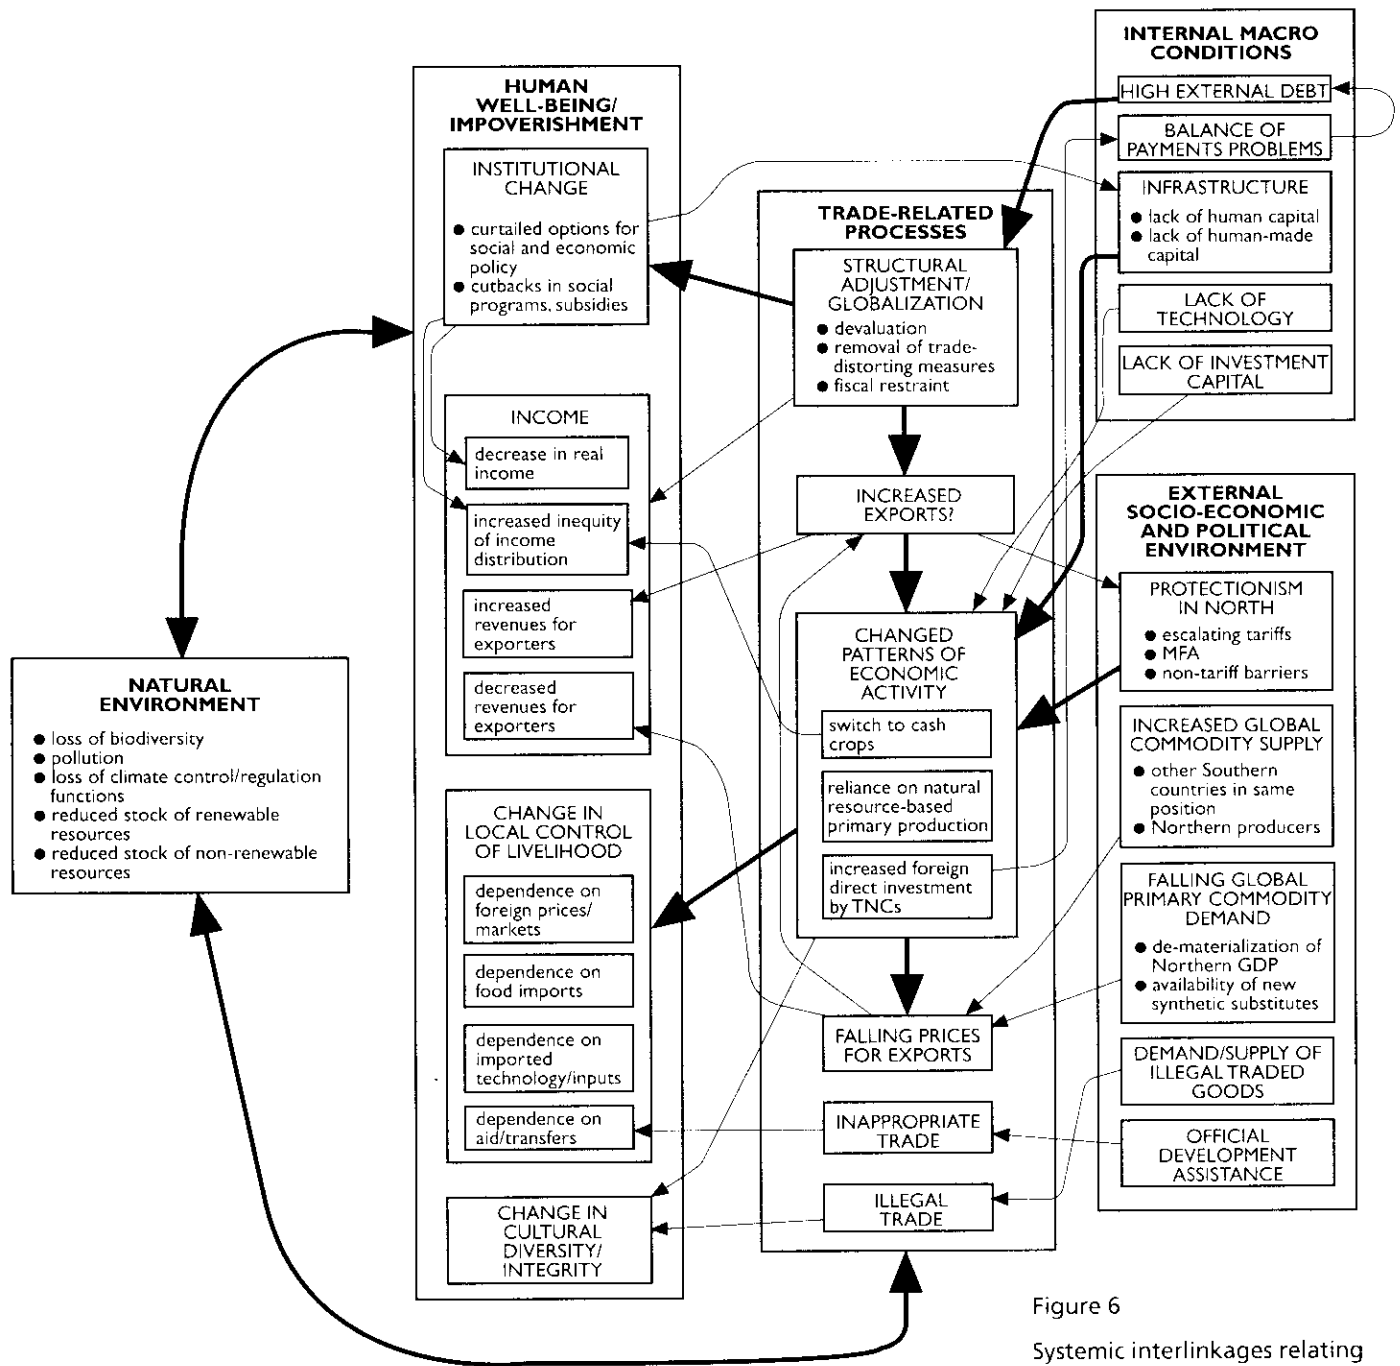 HUMAN
WELL-BEING/
IMPOVERISHMENT
INSTITUTIONAL
CHANGE
● curtailed options for
social and economic
policy
● cutbacks in social
programs, subsidies
INCOME
decrease in real
income
increased inequity
of income
distribution
increased
revenues for
exporters
decreased
revenues for
exporters
CHANGE IN
LOCAL CONTROL
OF LIVELIHOOD
dependence on
foreign prices/
markets
dependence on
food imports
dependence on
imported
technology/inputs
dependence on
aid/transfers
CHANGE IN
CULTURAL
DIVERSITY/
INTEGRITY
NATURAL
ENVIRONMENT
● loss of biodiversity
● pollution
● loss of climate control/regulation
functions
● reduced stock of renewable
resources
● reduced stock of non-renewable
resources
TRADE-RELATED
PROCESSES
STRUCTURAL
ADJUSTMENT/
GLOBALIZATION
● devaluation
● removal of trade-
distorting measures
● fiscal restraint
INCREASED
EXPORTS?
CHANGED
PATTERNS OF
ECONOMIC
ACTIVITY
switch to cash
crops
reliance on natural
resource-based
primary production
increased foreign
direct investment
by TNCs
FALLING PRICES
FOR EXPORTS
INAPPROPRIATE
TRADE
ILLEGAL
TRADE
INTERNAL MACRO
CONDITIONS
HIGH EXTERNAL DEBT
BALANCE OF
PAYMENTS PROBLEMS
INFRASTRUCTURE
● lack of human capital
● lack of human-made
capital
LACK OF
TECHNOLOGY
LACK OF INVESTMENT
CAPITAL
EXTERNAL
SOCIO-ECONOMIC
AND POLITICAL
ENVIRONMENT
PROTECTIONISM
IN NORTH
● escalating tariffs
● MFA
● non-tariff barriers
INCREASED GLOBAL
COMMODITY SUPPLY
● other Southern
countries in same
position
● Northern producers
FALLING GLOBAL
PRIMARY COMMODITY
DEMAND
● de-materialization of
Northern GDP
● availability of new
synthetic substitutes
DEMAND/SUPPLY OF
ILLEGAL TRADED
GOODS
OFFICIAL
DEVELOPMENT
ASSISTANCE
Figure 6
Systemic interlinkages relating